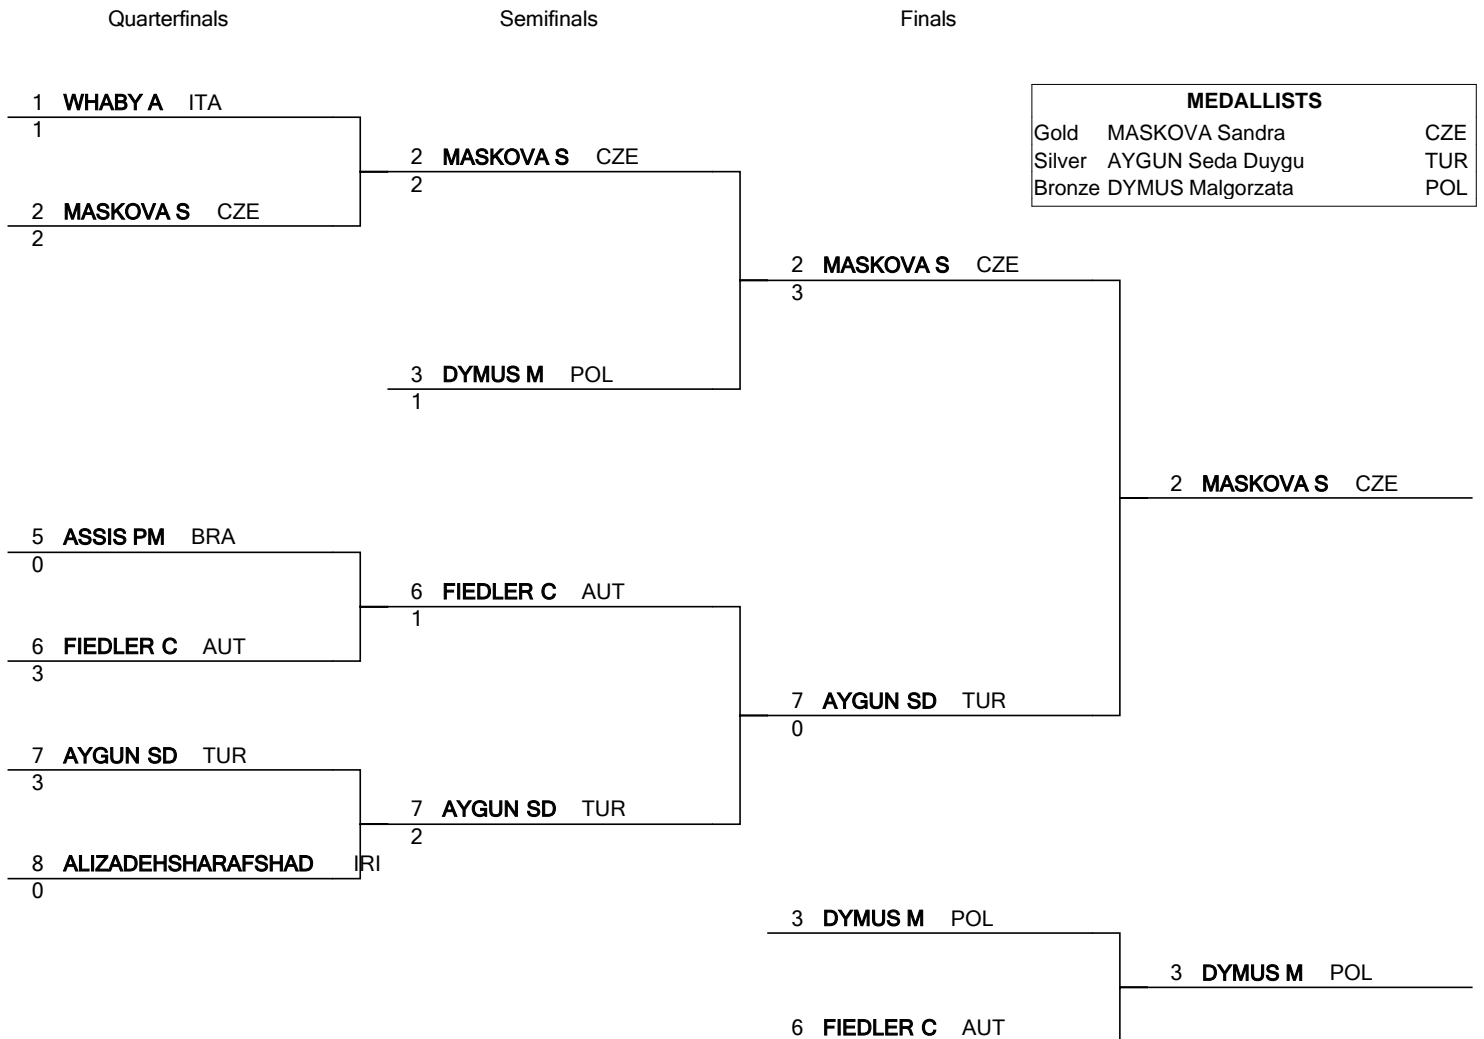 Quarterfinals Semifinals Finals
1 WHABY A ITA
1
2 MASKOVA S CZE
2
2 MASKOVA S CZE
2
3 DYMUS M POL
1
5 ASSIS PM BRA
0
6 FIEDLER C AUT
3
6 FIEDLER C AUT
1
7 AYGUN SD TUR
3
8 ALIZADEHSHARAFSHAD IRI
0
7 AYGUN SD TUR
2
2 MASKOVA S CZE
3
7 AYGUN SD TUR
0
2 MASKOVA S CZE
3 DYMUS M POL
6 FIEDLER C AUT
3 DYMUS M POL
MEDALLISTS
Gold MASKOVA Sandra CZE
Silver AYGUN Seda Duygu TUR
Bronze DYMUS Malgorzata POL